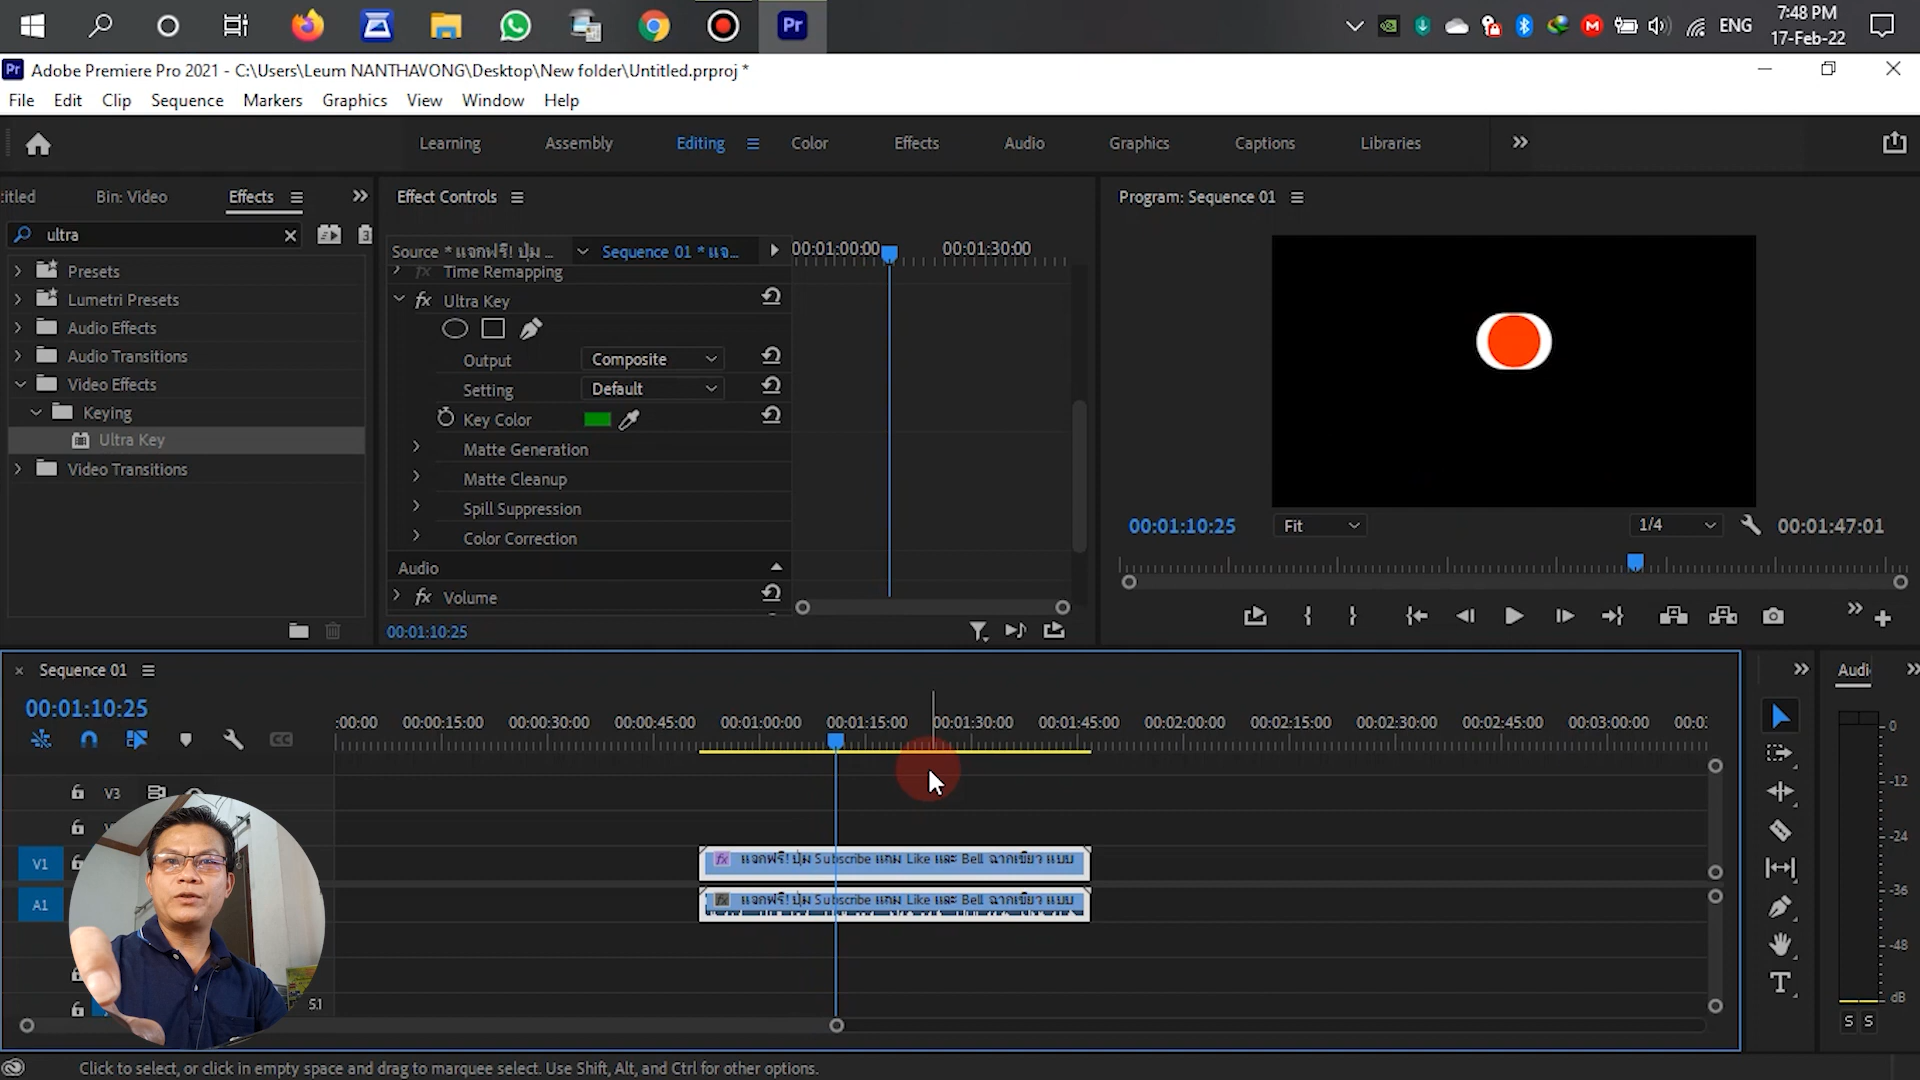 ENG
7:48 PM
17-Feb-22
Pr
Adobe Premiere Pro 2021 - C:\Users\Leum NANTHAVONG\Desktop\New folder\Untitled.prproj *
File Edit Clip Sequence Markers Graphics View Window Help
Learning Assembly Editing Color Effects Audio Graphics Captions Libraries
Bin: Video Effects
ultra
Presets
Lumetri Presets
Audio Effects
Audio Transitions
Video Effects
Keying
Ultra Key
Video Transitions
Effect Controls
Source * แจกฟรี! ปุ่ม ...
Sequence 01 * แจ...
00:01:00:00 00:01:30:00
Time Remapping
fx Ultra Key
Output Composite
Setting Default
Key Color
Matte Generation
Matte Cleanup
Spill Suppression
Color Correction
Audio
fx Volume
00:01:10:25
Program: Sequence 01
00:01:10:25 Fit 1/4 00:01:47:01
Sequence 01
00:01:10:25
:00:00 00:00:15:00 00:00:30:00 00:00:45:00 00:01:00:00 00:01:15:00 00:01:30:00 00:01:45:00 00:02:00:00 00:02:15:00 00:02:30:00 00:02:45:00 00:03:00:00 00:0
V3
V1
fx แจกฟรี! ปุ่ม Subscribe แถม Like และ Bell ฉากเขียว แบบ
A1
fx แจกฟรี! ปุ่ม Subscribe แถม Like และ Bell ฉากเขียว แบบ
5.1
Audi
0
-12
-24
-36
-48
dB
S S
Click to select, or click in empty space and drag to marquee select. Use Shift, Alt, and Ctrl for other options.